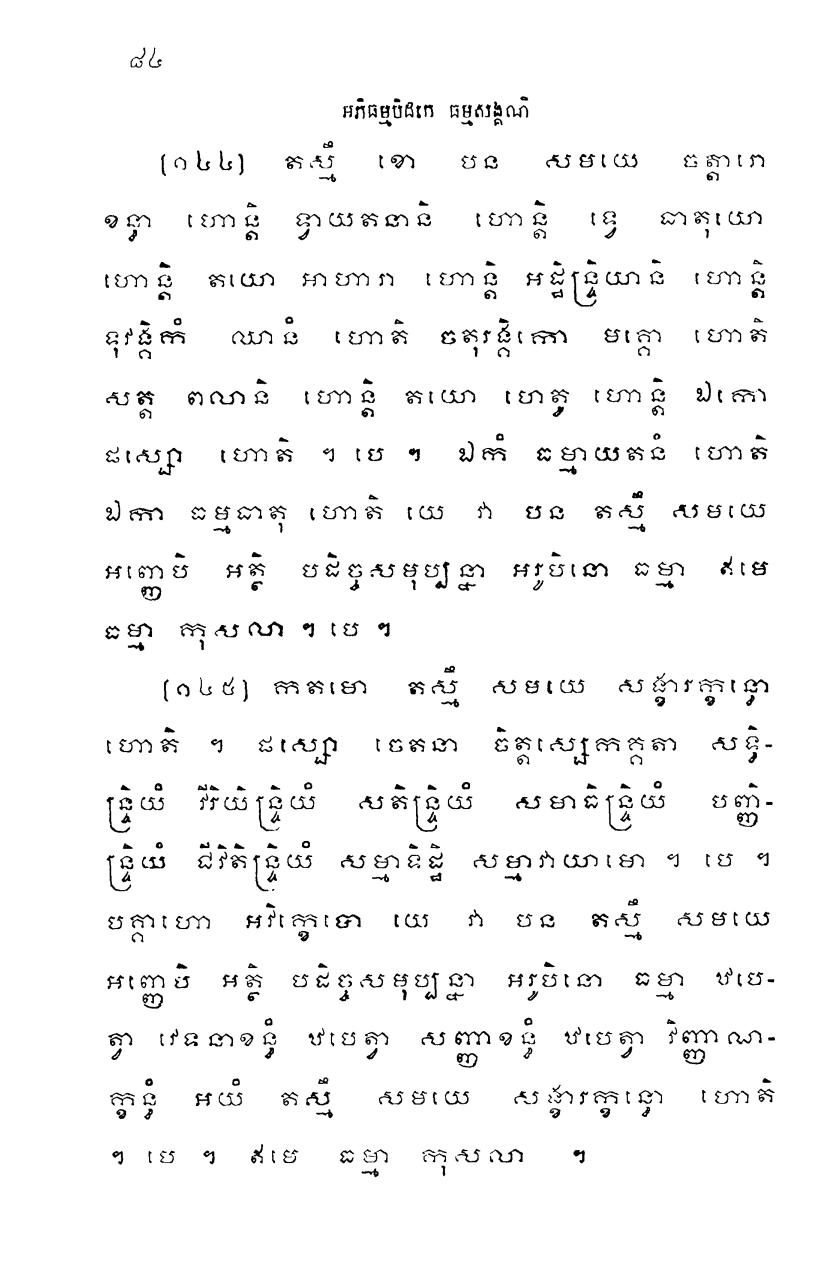 ៨៤
អភិធម្មបិដកេ ធម្មសង្គណិ
[១៤៤] តស្មឹ ខោ បន សមយេ ចត្តារោ
ខន្ធា ហោន្តិ ទ្វាយតនានិ ហោន្តិ ទ្វេ ធាតុយោ
ហោន្តិ តយោ អាហារា ហោន្តិ អដ្ឋិន្ទ្រិយានិ ហោន្តិ
ទុវង្គិកំ ឈានំ ហោតិ ចតុរង្គិកោ មគ្គោ ហោតិ
សត្ត ពលានិ ហោន្តិ តយោ ហេតូ ហោន្តិ ឯកោ
ផស្សោ ហោតិ ។ បេ ។ ឯកំ ធម្មាយតនំ ហោតិ
ឯកា ធម្មធាតុ ហោតិ យេ វា បន តស្មឹ សមយេ
អញ្ញេបិ អត្ថិ បដិច្ចសមុប្បន្នា អរូបិនោ ធម្មា ឥមេ
ធម្មា កុសលា ។ បេ ។
[១៤៥] កតមោ តស្មឹ សមយេ សង្ខារក្ខន្ធោ
ហោតិ ។ ផស្សោ ចេតនា ចិត្តស្សេកគ្គតា សទ្ធិ-
ន្ទ្រិយំ វីរិយិន្ទ្រិយំ សតិន្ទ្រិយំ សមាធិន្ទ្រិយំ បញ្ញិ-
ន្ទ្រិយំ ជីវិតិន្ទ្រិយំ សម្មាទិដ្ឋិ សម្មាវាយាមោ ។ បេ ។
បគ្គាហោ អវិក្ខេបោ យេ វា បន តស្មឹ សមយេ
អញ្ញេបិ អត្ថិ បដិច្ចសមុប្បន្នា អរូបិនោ ធម្មា ឋបេ-
ត្វា វេទនាខន្ធំ ឋបេត្វា សញ្ញាខន្ធំ ឋបេត្វា វិញ្ញាណ-
ក្ខន្ធំ អយំ តស្មឹ សមយេ សង្ខារក្ខន្ធោ ហោតិ
។ បេ ។ ឥមេ ធម្មា កុសលា ។